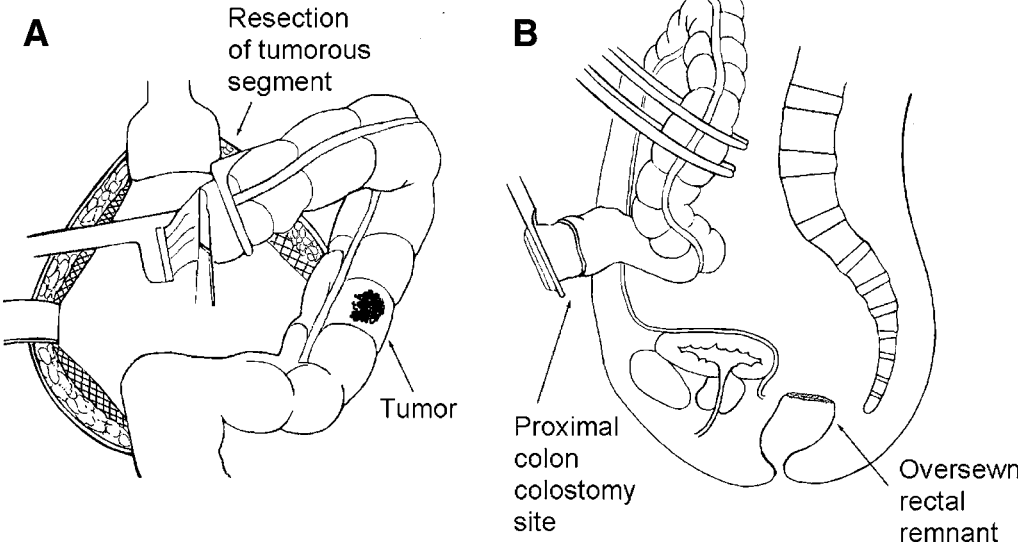 A
Resection
of tumorous
segment
Tumor
B
Proximal
colon
colostomy
site
Oversewn
rectal
remnant